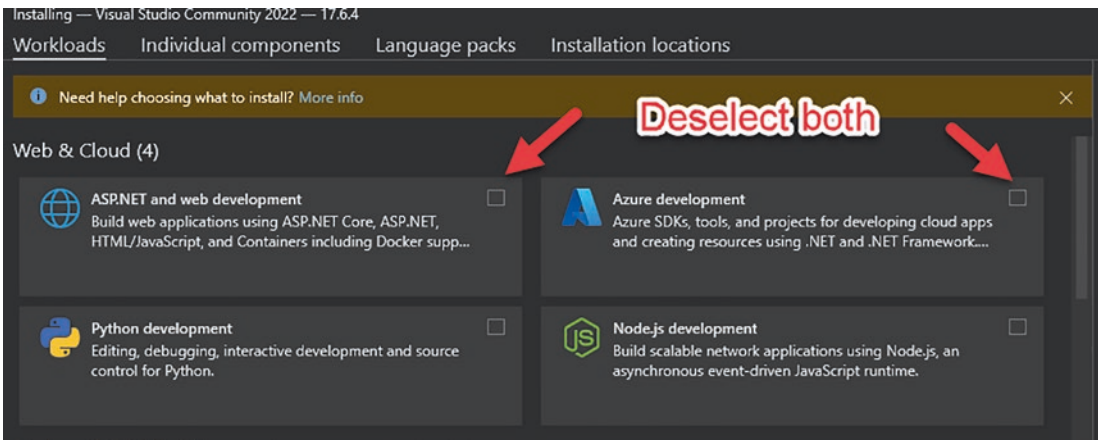 Installing — Visual Studio Community 2022 — 17.6.4
Workloads Individual components Language packs Installation locations
Need help choosing what to install? More info
Deselect both
Web & Cloud (4)
ASP.NET and web development
Build web applications using ASP.NET Core, ASP.NET,
HTML/JavaScript, and Containers including Docker supp...
Azure development
Azure SDKs, tools, and projects for developing cloud apps
and creating resources using .NET and .NET Framework....
Python development
Editing, debugging, interactive development and source
control for Python.
JS
Node.js development
Build scalable network applications using Node.js, an
asynchronous event-driven JavaScript runtime.